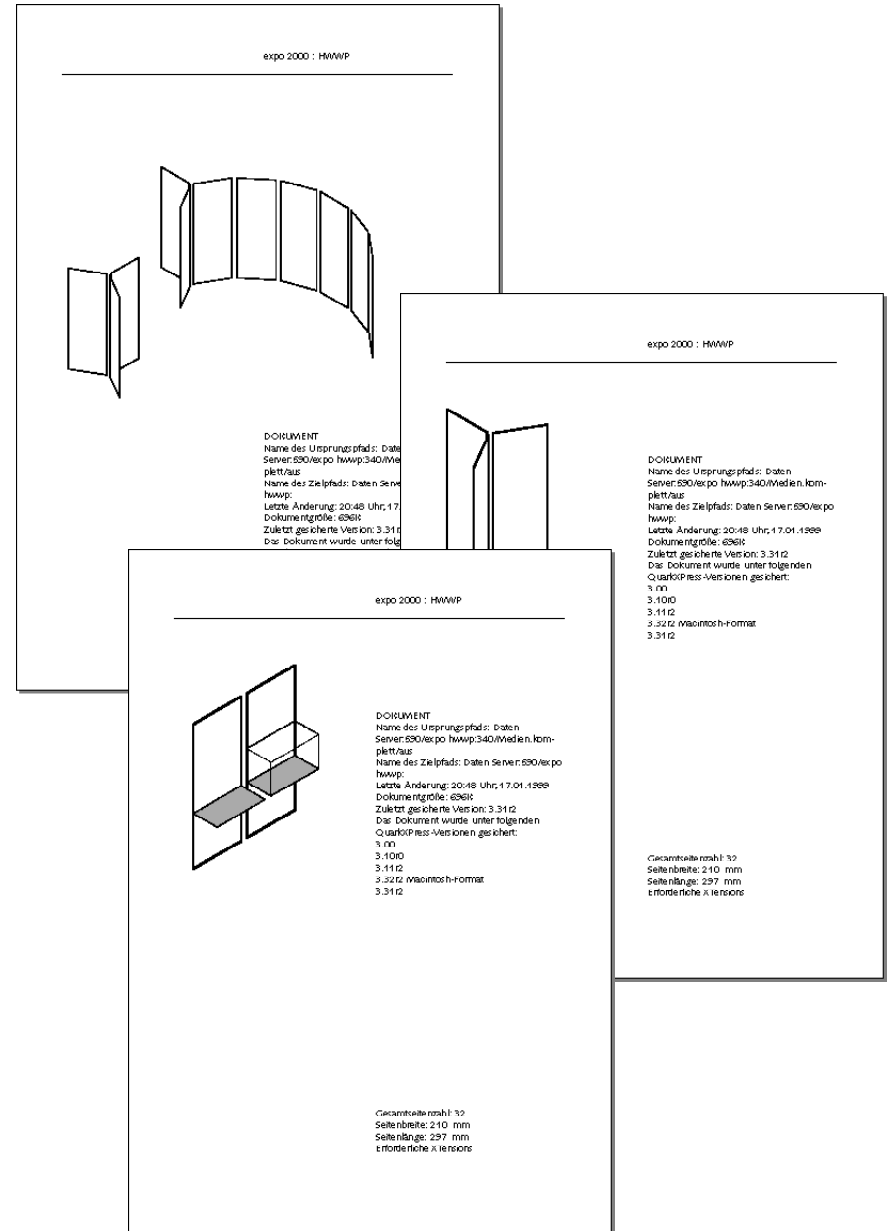 expo 2000 : HWWP
DOKUMENT
Name des Ursprungspfads: Date
Server:590/expo hwwp:340/Med
plett/aus
Name des Zielpfads: Daten Serve
hwwp:
Letzte Änderung: 20:48 Uhr, 17.
Dokumentgröße: 696K
Zuletzt gesicherte Version: 3.31r
Das Dokument wurde unter folg
expo 2000 : HWWP
DOKUMENT
Name des Ursprungspfads: Daten
Server:590/expo hwwp:340/Medien.kom-
plett/aus
Name des Zielpfads: Daten Server:590/expo
hwwp:
Letzte Änderung: 20:48 Uhr, 17.01.1999
Dokumentgröße: 696K
Zuletzt gesicherte Version: 3.31r2
Das Dokument wurde unter folgenden
QuarkXPress-Versionen gesichert:
3.00
3.10r0
3.11r2
3.32r2 Macintosh-Format
3.31r2
Gesamtseitenzahl: 32
Seitenbreite: 210 mm
Seitenlänge: 297 mm
Erforderliche XTensions
expo 2000 : HWWP
DOKUMENT
Name des Ursprungspfads: Daten
Server:590/expo hwwp:340/Medien.kom-
plett/aus
Name des Zielpfads: Daten Server:590/expo
hwwp:
Letzte Änderung: 20:48 Uhr, 17.01.1999
Dokumentgröße: 696K
Zuletzt gesicherte Version: 3.31r2
Das Dokument wurde unter folgenden
QuarkXPress-Versionen gesichert:
3.00
3.10r0
3.11r2
3.32r2 Macintosh-Format
3.31r2
Gesamtseitenzahl: 32
Seitenbreite: 210 mm
Seitenlänge: 297 mm
Erforderliche XTensions